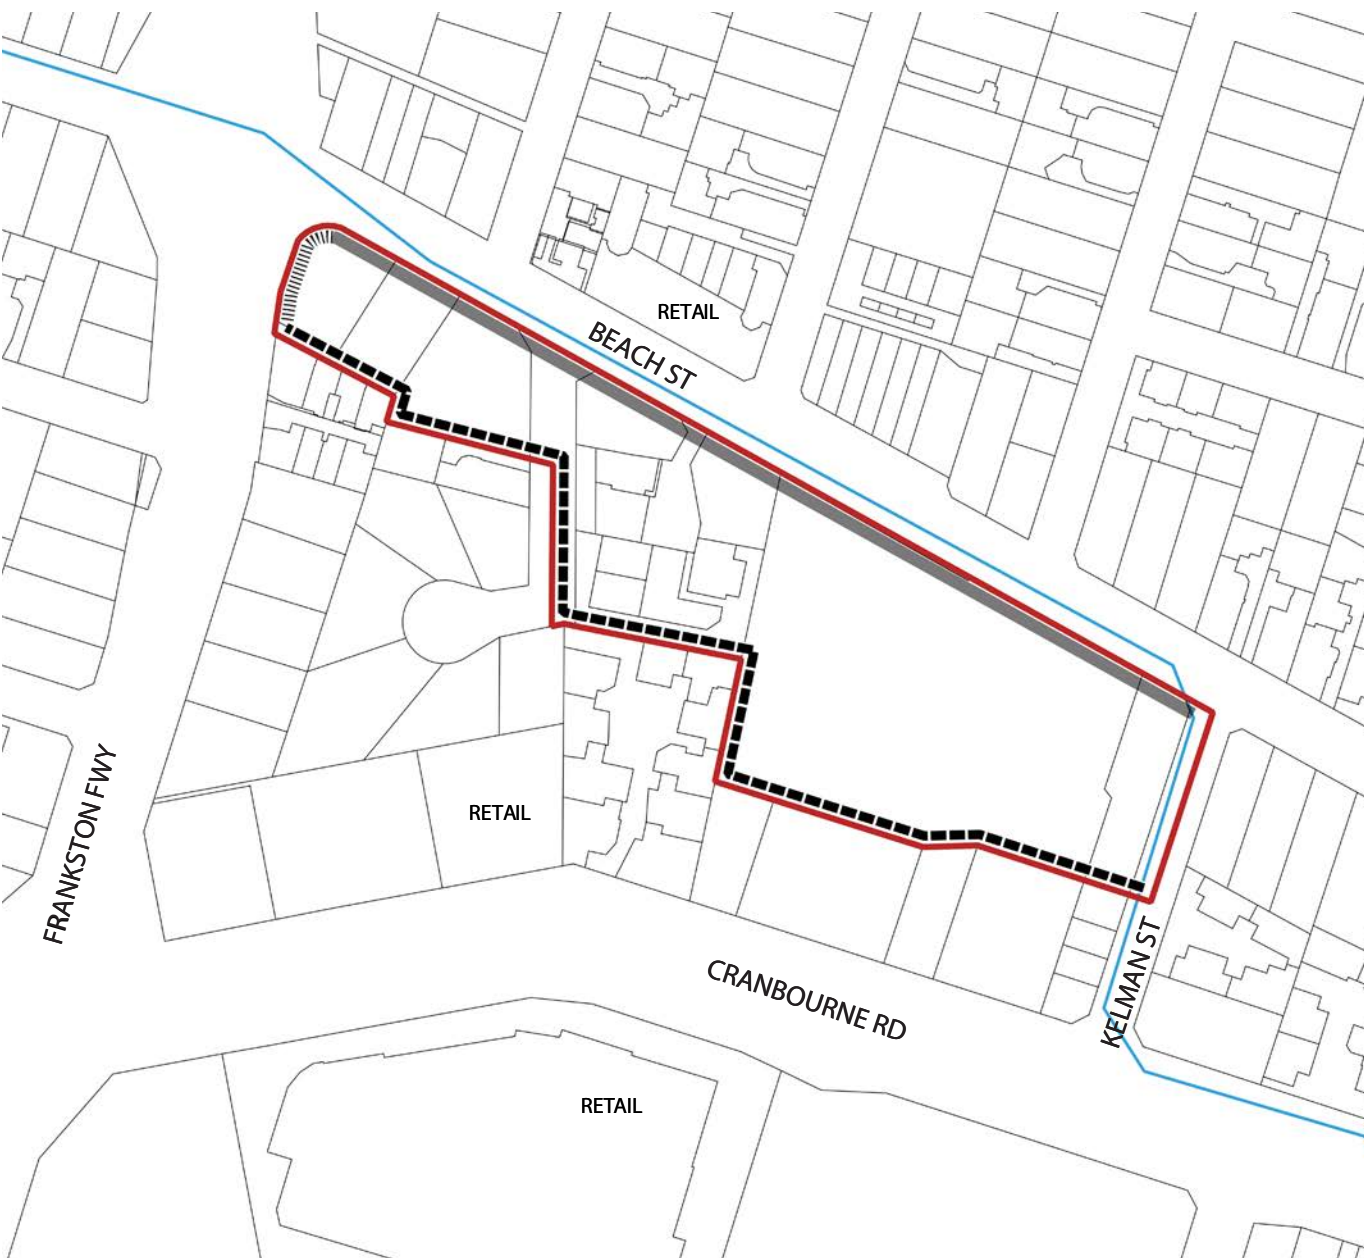 RETAIL
BEACH ST
FRANKSTON FWY
RETAIL
CRANBOURNE RD
KELMAN ST
RETAIL